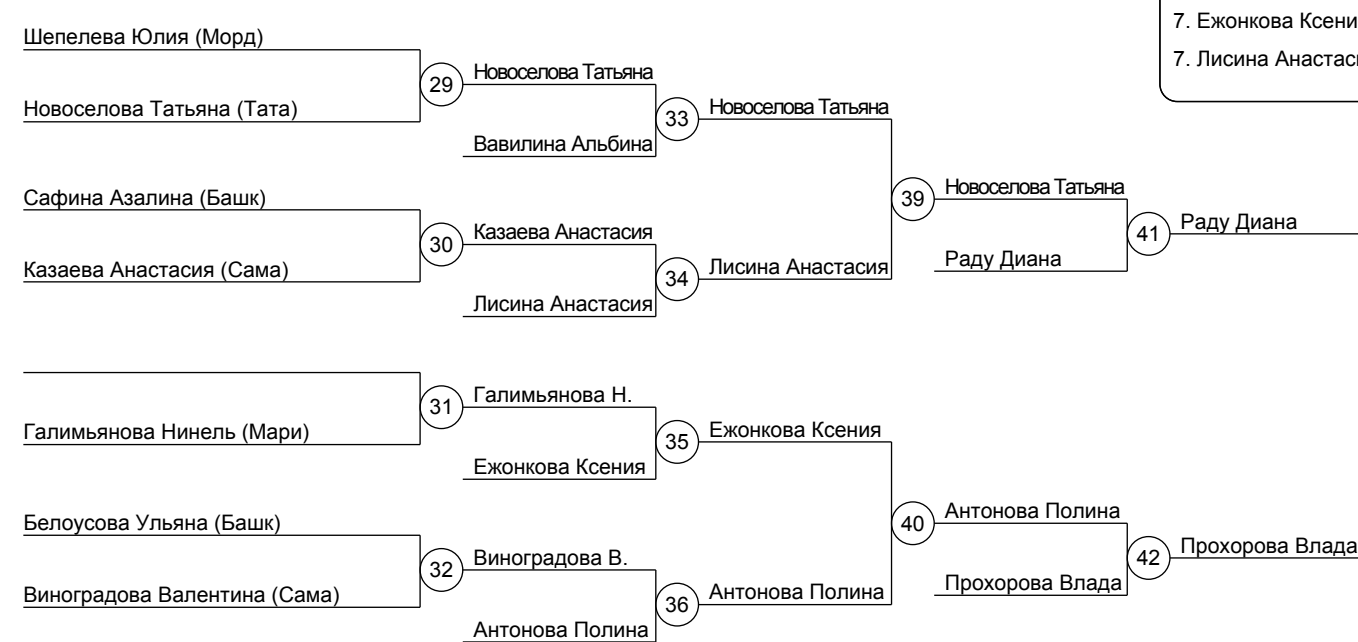 7. Ежонкова Ксени
7. Лисина Анастас
Шепелева Юлия (Морд)
Новоселова Татьяна (Тата)
29
Новоселова Татьяна
Вавилина Альбина
33
Новоселова Татьяна
Сафина Азалина (Башк)
Казаева Анастасия (Сама)
30
Казаева Анастасия
Лисина Анастасия
34
Лисина Анастасия
39
Новоселова Татьяна
Раду Диана
41
Раду Диана
Галимьянова Нинель (Мари)
31
Галимьянова Н.
Ежонкова Ксения
35
Ежонкова Ксения
Белоусова Ульяна (Башк)
Виноградова Валентина (Сама)
32
Виноградова В.
Антонова Полина
36
Антонова Полина
40
Антонова Полина
Прохорова Влада
42
Прохорова Влада